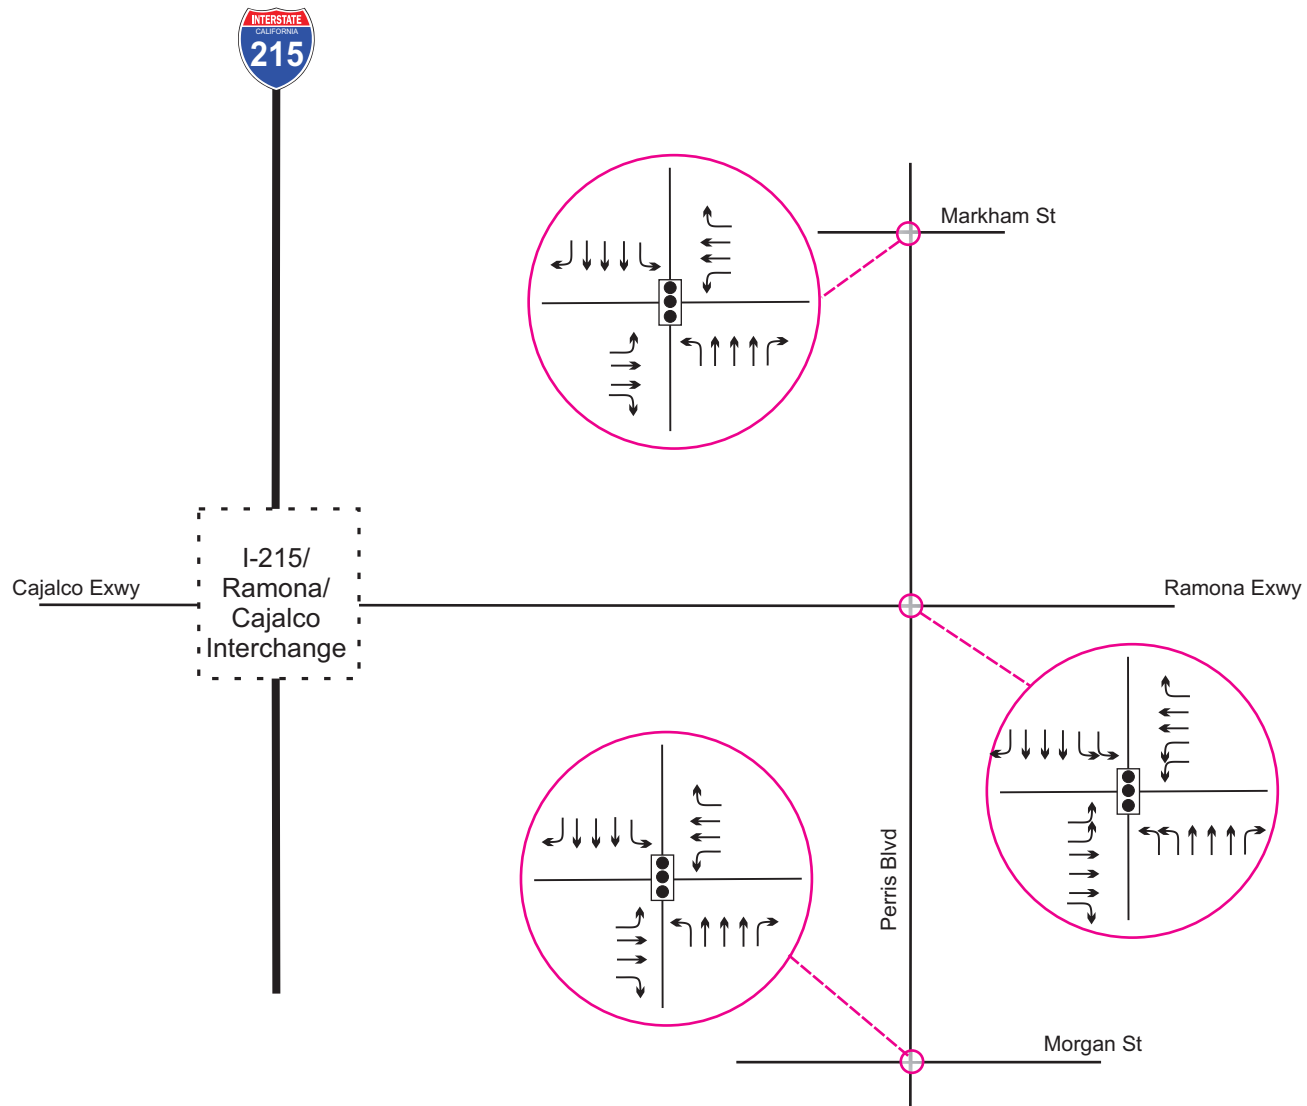 INTERSTATE
CALIFORNIA
215
Markham St
I-215/
Ramona/
Cajalco
Interchange
Cajalco Exwy
Ramona Exwy
Perris Blvd
Morgan St